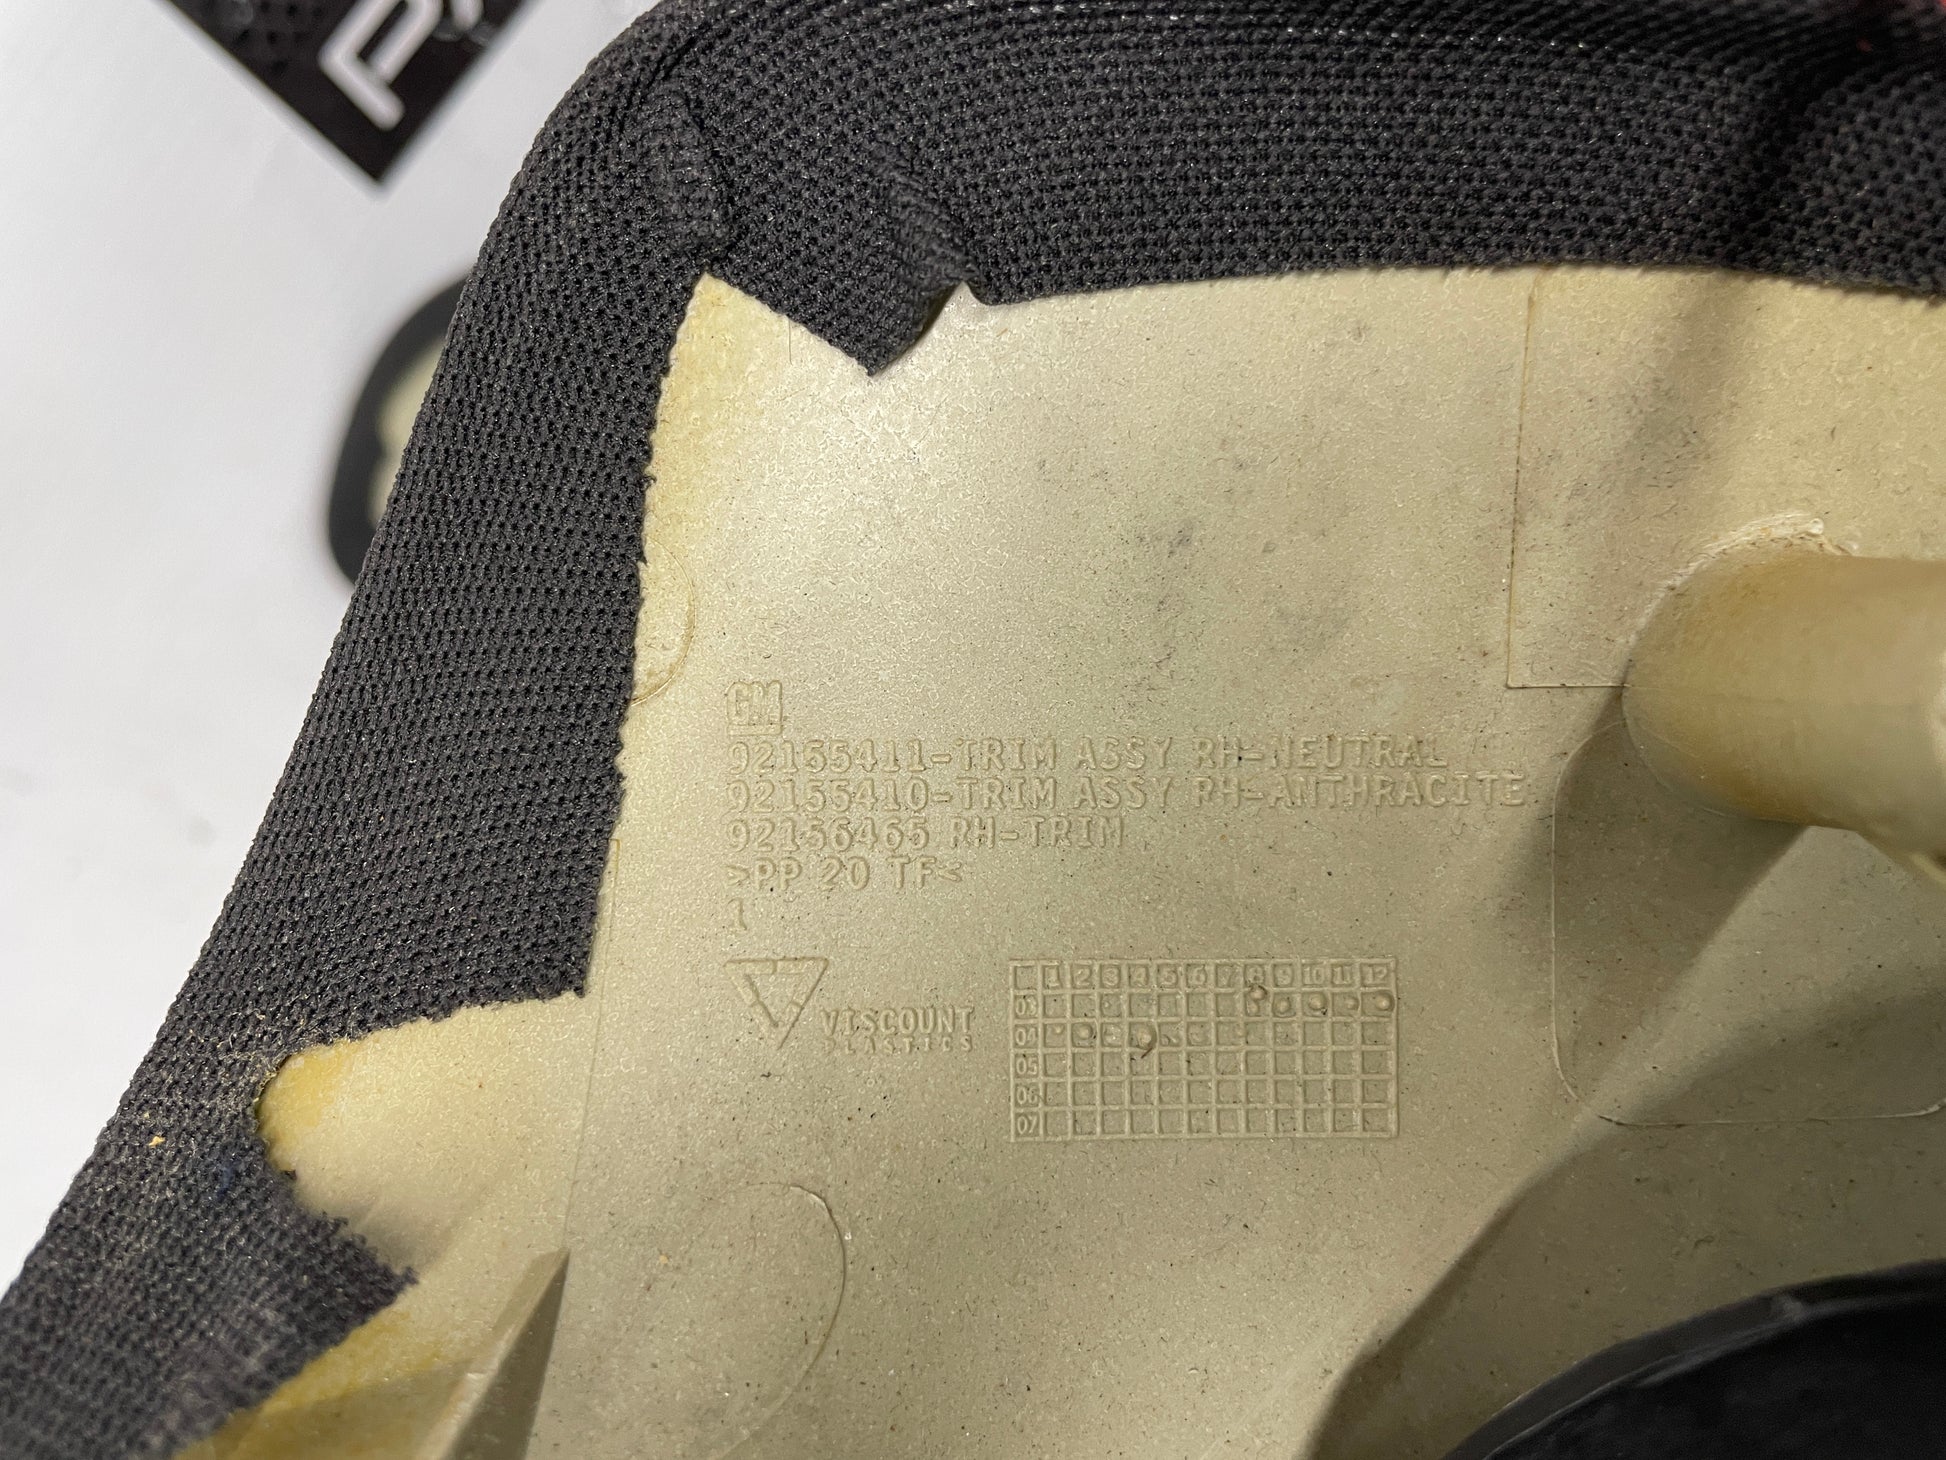 GM
92155411-TRIM ASSY RH-NEUTRAL
92155410-TRIM ASSY RH-ANTHRACITE
92156465 RH-TRIM
>PP 20 TF<
1
VISCOUNT
PLASTICS
1 2 3 4 5 6 7 8 9 10 11 12
03
04
05
06
07